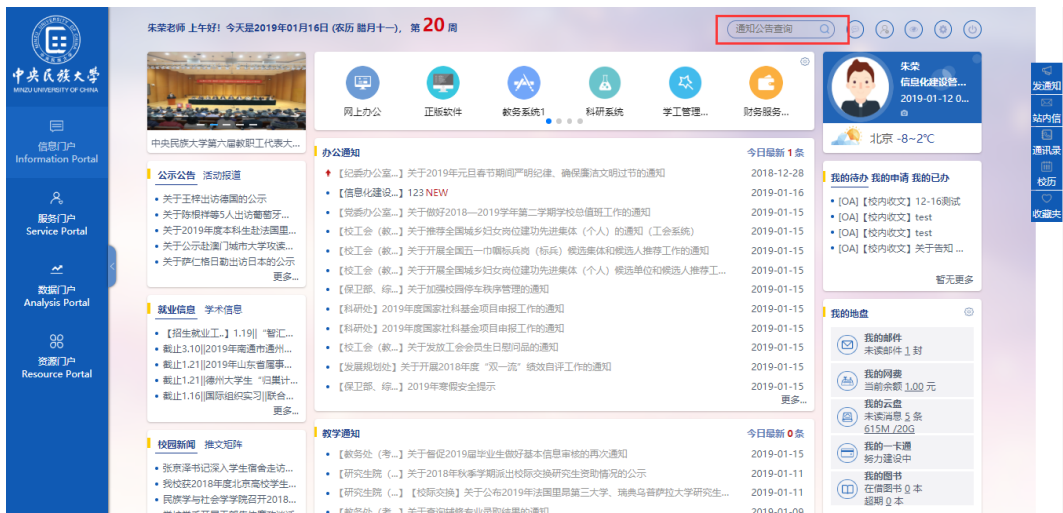 中央民族大学
MINZU UNIVERSITY OF CHINA
信息门户
Information Portal
服务门户
Service Portal
数据门户
Analysis Portal
资源门户
Resource Portal
朱荣老师 上午好！今天是2019年01月16日 (农历 腊月十一)， 第 20 周
通知公告查询
中央民族大学第六届教职工代表大...
公示公告 活动报道
关于王梓出访德国的公示
关于陈根祥等5人出访葡萄牙...
关于2019年度本科生赴法国里...
关于公示赴澳门城市大学攻读...
关于萨仁格日勒出访日本的公示
更多...
就业信息 学术信息
【招生就业工..】1.19|| “智汇...
截止3.10||2019年南通市通州...
截止1.21||2019年山东省属事...
截止1.21||德州大学生“归巢计...
截止1.16||国际组织实习||联合...
更多...
校园新闻 推文矩阵
张京泽书记深入学生宿舍走访...
我校获2018年度北京高校学生...
民族学与社会学学院召开2018...
网上办公
正版软件
教务系统1
科研系统
学工管理...
财务服务...
办公通知 今日最新 1 条
【纪委办公室...】关于2019年元旦春节期间严明纪律、确保廉洁文明过节的通知 2018-12-28
【信息化建设...】123 NEW 2019-01-16
【党委办公室...】关于做好2018—2019学年第二学期学校总值班工作的通知 2019-01-15
【校工会（教...】关于推荐全国城乡妇女岗位建功先进集体（个人）的通知（工会系统） 2019-01-15
【校工会（教...】关于开展全国五一巾帼标兵岗（标兵）候选集体和候选人推荐工作的通知 2019-01-15
【校工会（教...】关于开展全国城乡妇女岗位建功先进集体（个人）候选单位和候选人推荐工... 2019-01-15
【保卫部、综...】关于加强校园停车秩序管理的通知 2019-01-15
【科研处】2019年度国家社科基金项目申报工作的通知 2019-01-15
【科研处】2019年度国家社科基金项目申报工作的通知 2019-01-15
【校工会（教...】关于发放工会会员生日慰问品的通知 2019-01-15
【发展规划处】关于开展2018年度“双一流”绩效自评工作的通知 2019-01-15
【保卫部、综...】2019年寒假安全提示 2019-01-15
更多...
教学通知 今日最新 0 条
【教务处（考...】关于督促2019届毕业生做好基本信息审核的再次通知 2019-01-15
【研究生院（...】关于2018年秋季学期派出校际交换研究生资助情况的公示 2019-01-11
【研究生院（...】【校际交换】关于公布2019年法国里昂第三大学、瑞典乌普萨拉大学研究生... 2019-01-11
2019-01-09
朱荣
信息化建设管...
2019-01-12 0...
北京 -8~2℃
我的待办 我的申请 我的已办
[OA]【校内收文】12-16测试
[OA]【校内收文】test
[OA]【校内收文】test
[OA]【校内收文】关于告知 ...
暂无更多
我的地盘
我的邮件
未读邮件 1 封
我的网费
当前余额 1.00 元
我的云盘
未读消息 5 条
615M /20G
我的一卡通
努力建设中
我的图书
在借图书 0 本
超期 0 本
发通知
站内信
通讯录
校历
收藏夹